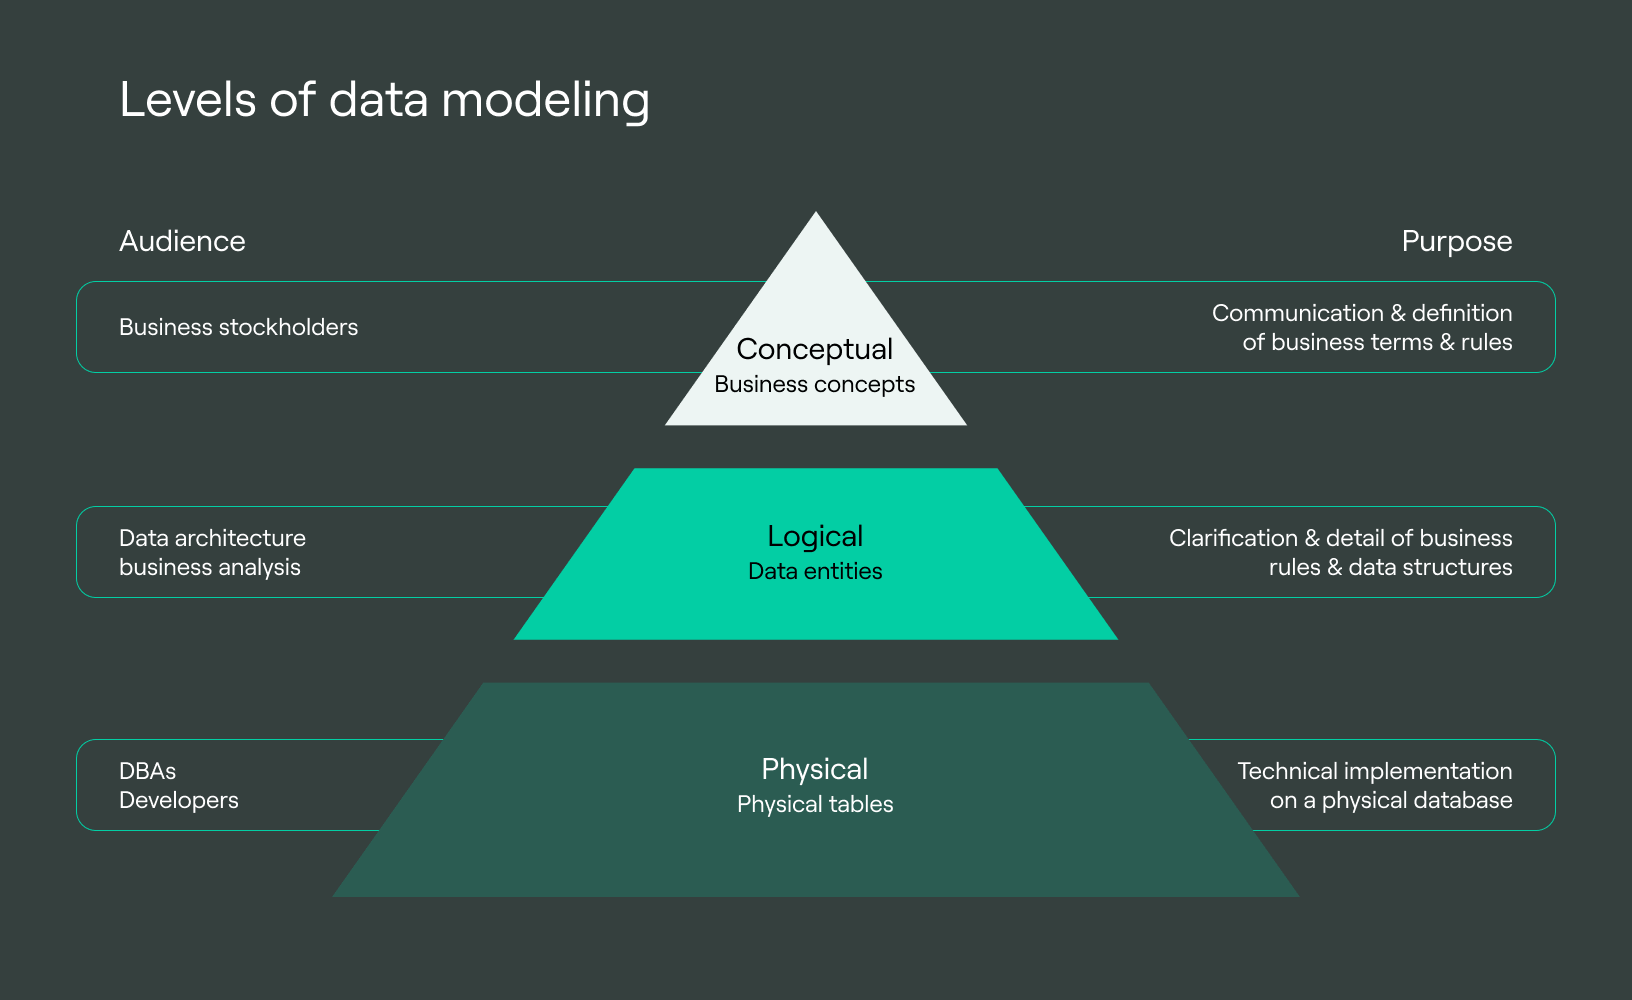 Levels of data modeling
Audience
Purpose
Business stockholders
Conceptual
Business concepts
Communication & definition
of business terms & rules
Data architecture
business analysis
Logical
Data entities
Clarification & detail of business
rules & data structures
DBAs
Developers
Physical
Physical tables
Technical implementation
on a physical database